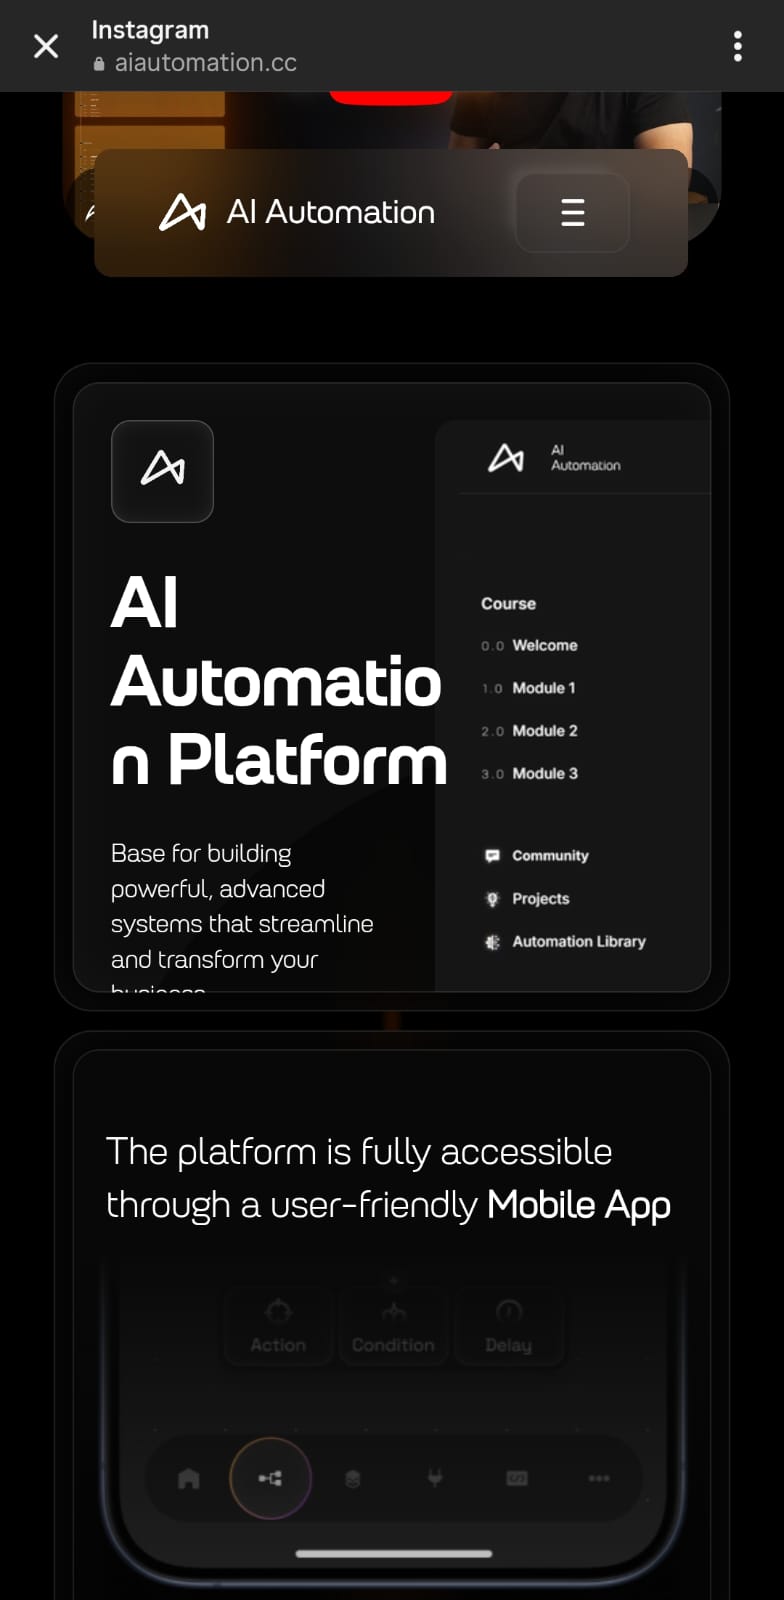 Instagram
aiautomation.cc
AI Automation
AI
Automatio
n Platform
Base for building
powerful, advanced
systems that streamline
and transform your
business
AI
Automation
Course
0.0 Welcome
1.0 Module 1
2.0 Module 2
3.0 Module 3
Community
Projects
Automation Library
The platform is fully accessible
through a user-friendly Mobile App
Action
Condition
Delay